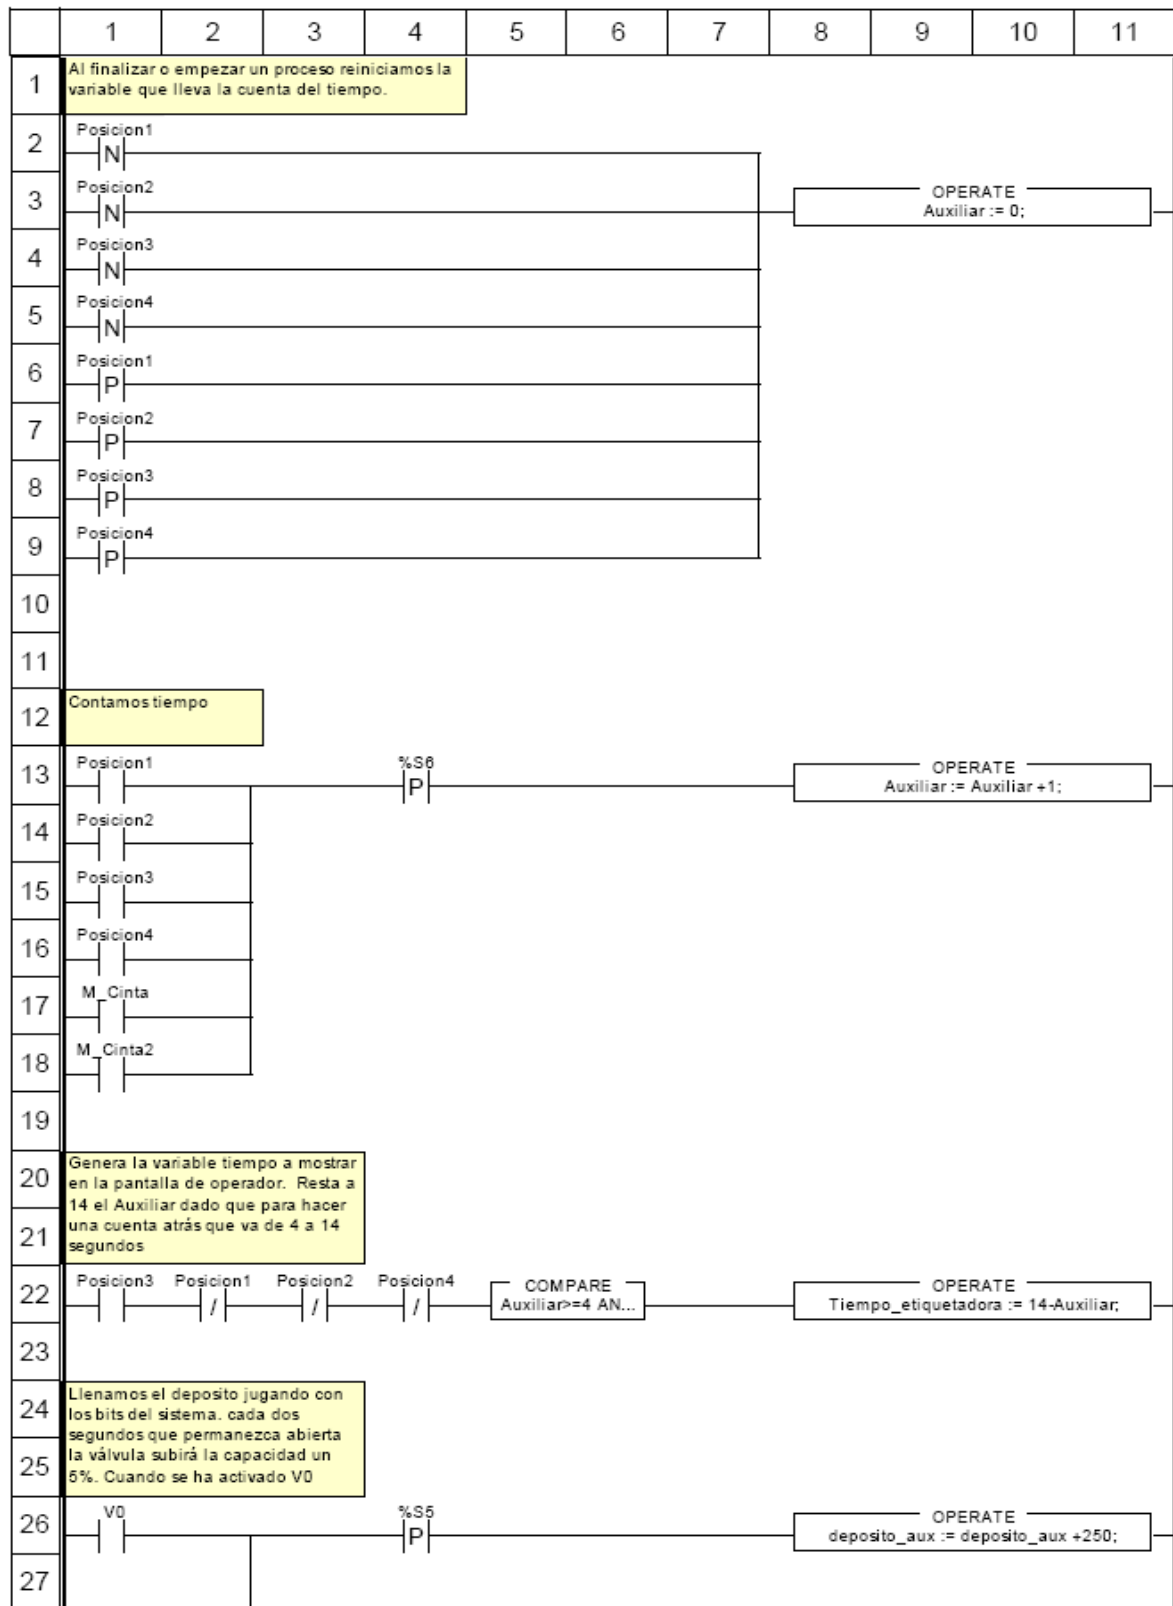 1 2 3 4 5 6 7 8 9 10 11
1
Al finalizar o empezar un proceso reiniciamos la
variable que lleva la cuenta del tiempo.
2
Posicion1
N
3
Posicion2
N
OPERATE
Auxiliar := 0;
4
Posicion3
N
5
Posicion4
N
6
Posicion1
P
7
Posicion2
P
8
Posicion3
P
9
Posicion4
P
10
11
12
Contamos tiempo
13
Posicion1
%S6
P
OPERATE
Auxiliar := Auxiliar +1;
14
Posicion2
15
Posicion3
16
Posicion4
17
M_Cinta
18
M_Cinta2
19
20
21
Genera la variable tiempo a mostrar
en la pantalla de operador. Resta a
14 el Auxiliar dado que para hacer
una cuenta atrás que va de 4 a 14
segundos
22
Posicion3 Posicion1 Posicion2 Posicion4
/ / /
COMPARE
Auxiliar>=4 AN...
OPERATE
Tiempo_etiquetadora := 14-Auxiliar;
23
24
25
Llenamos el deposito jugando con
los bits del sistema. cada dos
segundos que permanezca abierta
la válvula subirá la capacidad un
5%. Cuando se ha activado V0
26
V0
%S5
P
OPERATE
deposito_aux := deposito_aux +250;
27